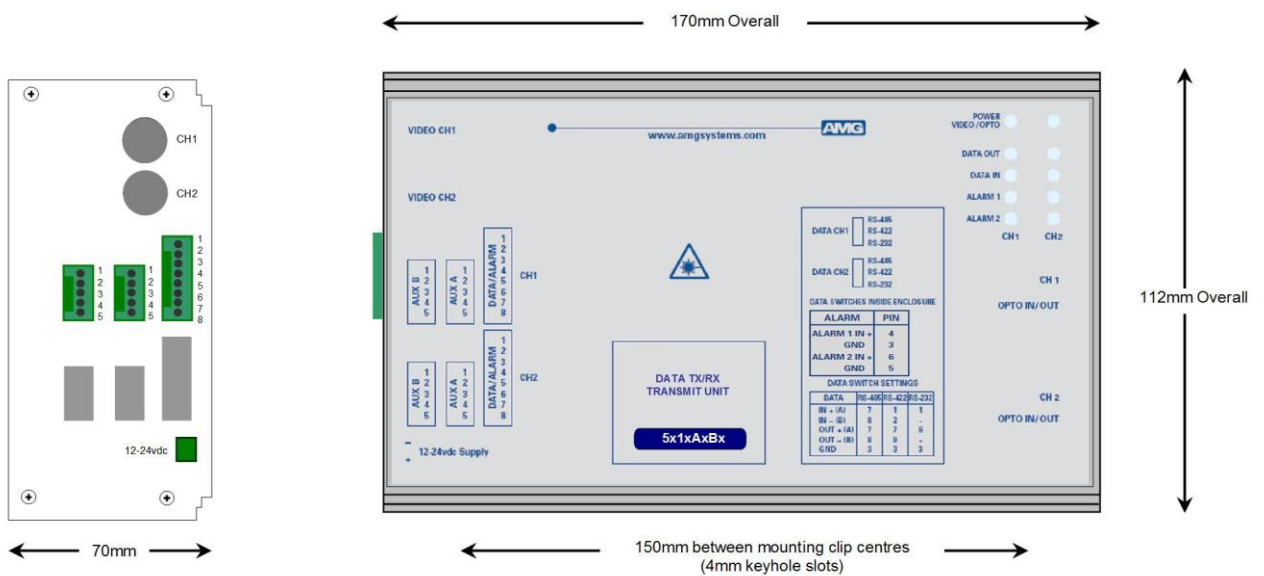 170mm Overall
CH1
CH2
1
2
3
4
5
6
7
8
1
2
3
4
5
1
2
3
4
5
12-24vdc
70mm
VIDEO CH1
www.amgsystems.com
AMG
POWER
VIDEO/OPTO
DATA OUT
DATA IN
ALARM 1
ALARM 2
CH1 CH2
VIDEO CH2
AUX B
1
2
3
4
5
AUX A
1
2
3
4
5
DATA/ALARM
1
2
3
4
5
6
7
8
CH1
AUX B
1
2
3
4
5
AUX A
1
2
3
4
5
DATA/ALARM
1
2
3
4
5
6
7
8
CH2
- 
+ 12-24vdc Supply
DATA TX/RX
TRANSMIT UNIT
5x1xAxBx
DATA CH1
RS-485
RS-422
RS-232
DATA CH2
RS-485
RS-422
RS-232
DATA SWITCHES INSIDE ENCLOSURE
ALARM PIN
ALARM 1 IN + 4
GND 3
ALARM 2 IN + 6
GND 5
DATA SWITCH SETTINGS
DATA RS-485 RS-422 RS-232
IN + (A) 7 1 1
IN - (B) 8 2 -
OUT + (A) 7 7 8
OUT - (B) 8 8 -
GND 3 3 3
CH 1
OPTO IN/OUT
CH 2
OPTO IN/OUT
112mm Overall
150mm between mounting clip centres
(4mm keyhole slots)